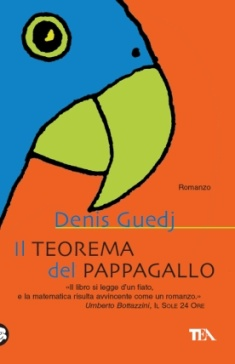 Romanzo
Denis Guedj
Il TEOREMA
del PAPPAGALLO
«Il libro si legge d'un fiato,
e la matematica risulta avvincente come un romanzo.»
Umberto Bottazzini, IL SOLE 24 ORE
TEA